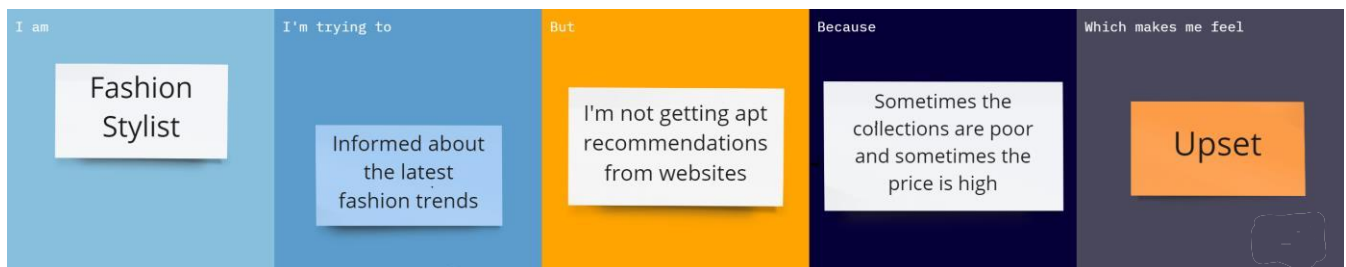 I am
Fashion
Stylist
I'm trying to
Informed about
the latest
fashion trends
But
I'm not getting apt
recommendations
from websites
Because
Sometimes the
collections are poor
and sometimes the
price is high
Which makes me feel
Upset